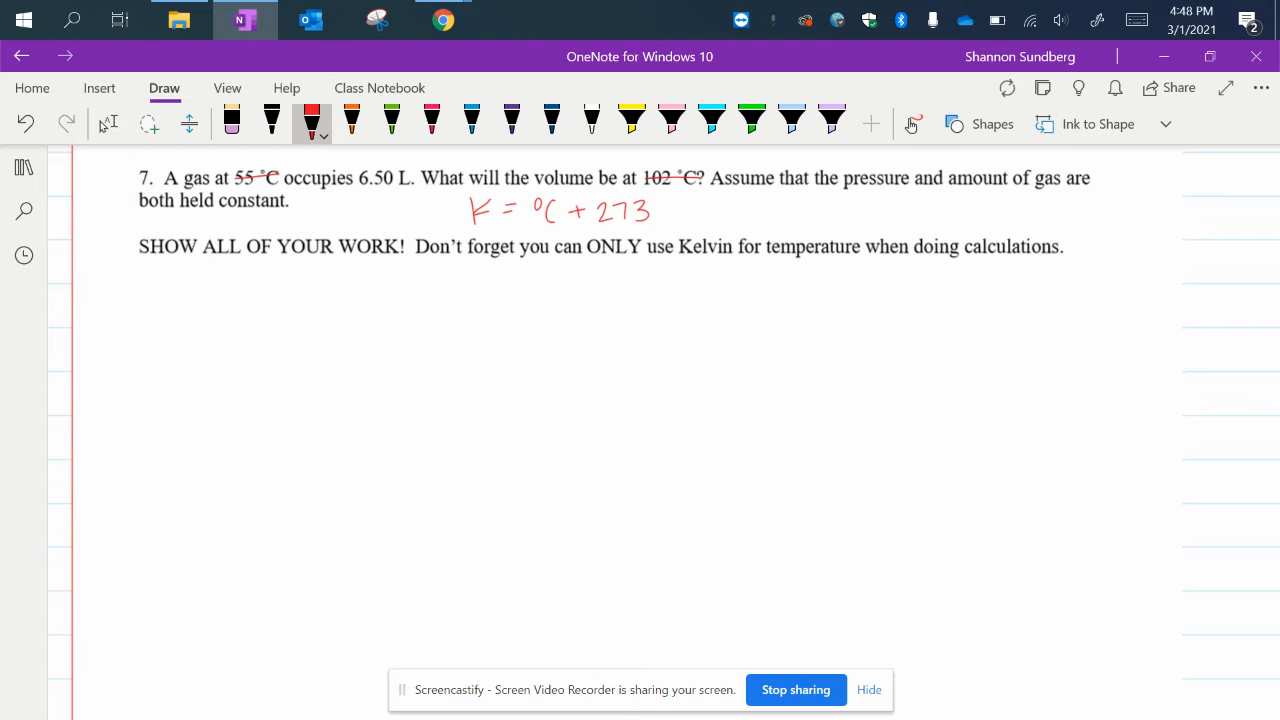 4:48 PM
3/1/2021
2
OneNote for Windows 10
Shannon Sundberg
Home Insert Draw View Help Class Notebook
Share
Shapes
Ink to Shape
7. A gas at 55 °C occupies 6.50 L. What will the volume be at 102 °C? Assume that the pressure and amount of gas are
both held constant.
K = °C + 273
SHOW ALL OF YOUR WORK! Don't forget you can ONLY use Kelvin for temperature when doing calculations.
Screencastify - Screen Video Recorder is sharing your screen. Stop sharing Hide